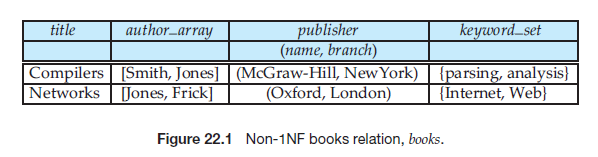 title author_array publisher keyword_set
(name, branch)
Compilers [Smith, Jones] (McGraw-Hill, NewYork) {parsing, analysis}
Networks [Jones, Frick] (Oxford, London) {Internet, Web}
Figure 22.1 Non-1NF books relation, books.